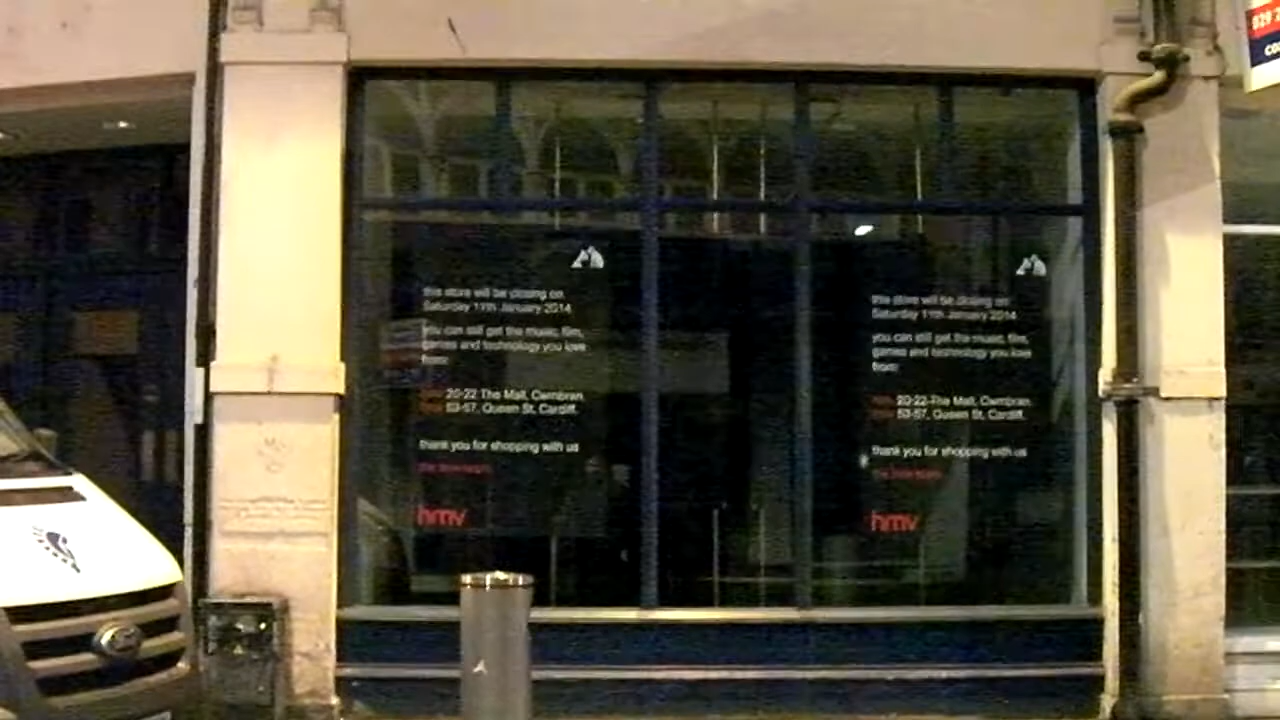 this store will be closing on
Saturday 11th January 2014
you can still get the music, film,
games and technology you love
from:
20-22 The Mall, Cwmbran.
53-57, Queen St, Cardiff.
thank you for shopping with us
hmv
this store will be closing on
Saturday 11th January 2014
you can still get the music, film,
games and technology you love
from:
20-22 The Mall, Cwmbran.
53-57, Queen St, Cardiff.
thank you for shopping with us
hmv